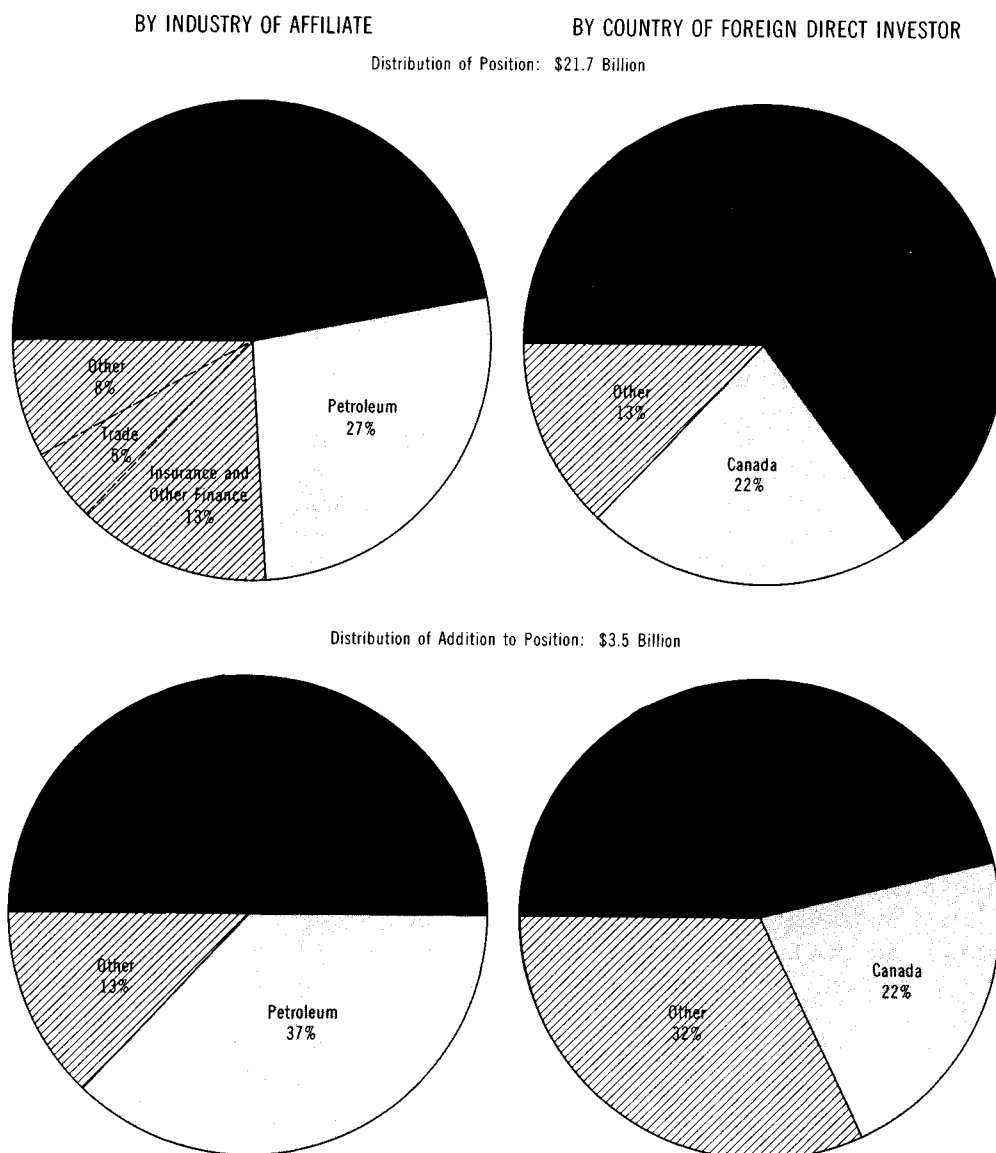 BY INDUSTRY OF AFFILIATE
BY COUNTRY OF FOREIGN DIRECT INVESTOR
Distribution of Position: $21.7 Billion
Other
8%
Trade
5%
Insurance and
Other Finance
13%
Petroleum
27%
Other
13%
Canada
22%
Distribution of Addition to Position: $3.5 Billion
Other
13%
Petroleum
37%
Other
32%
Canada
22%